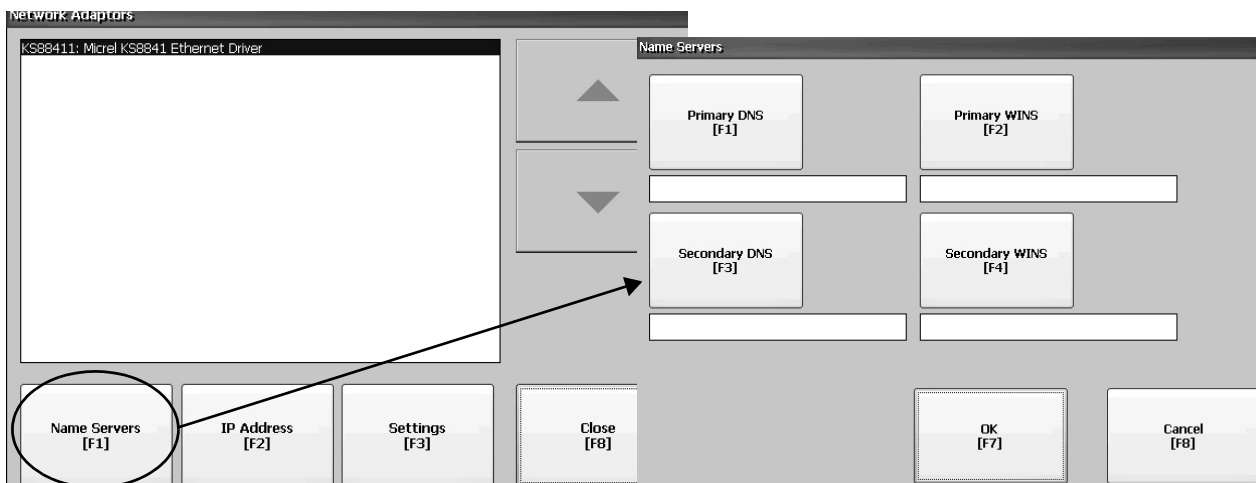 Network Adaptors
KS88411: Micrel KS8841 Ethernet Driver
Name Servers
[F1]
IP Address
[F2]
Settings
[F3]
Close
[F8]
Name Servers
Primary DNS
[F1]
Primary WINS
[F2]
Secondary DNS
[F3]
Secondary WINS
[F4]
OK
[F7]
Cancel
[F8]